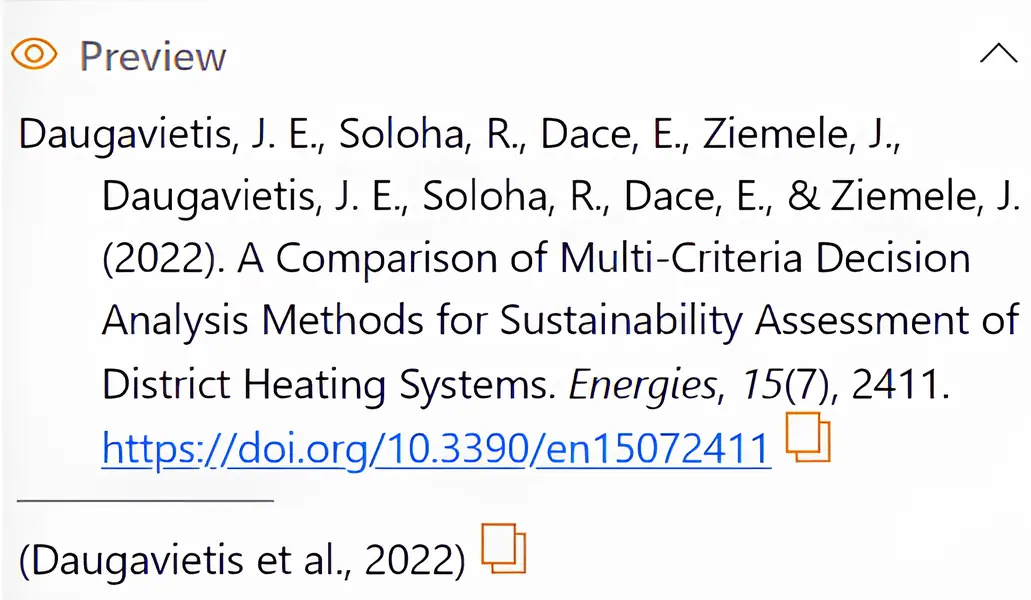 Preview
Daugavietis, J. E., Soloha, R., Dace, E., Ziemele, J.,
Daugavietis, J. E., Soloha, R., Dace, E., & Ziemele, J.
(2022). A Comparison of Multi-Criteria Decision
Analysis Methods for Sustainability Assessment of
District Heating Systems. Energies, 15(7), 2411.
https://doi.org/10.3390/en15072411
(Daugavietis et al., 2022)